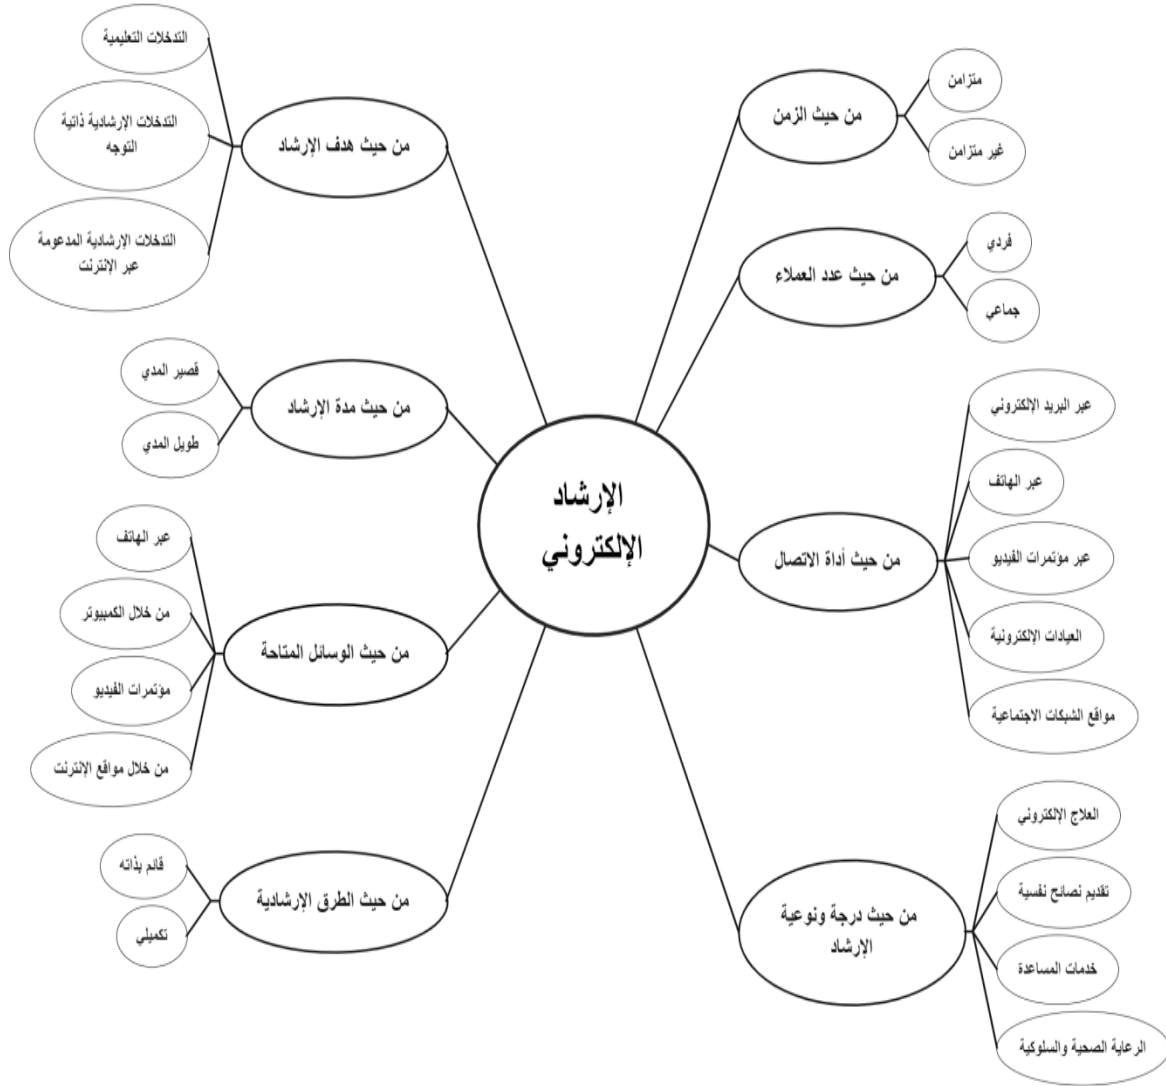 الإرشاد
الإلكتروني
من حيث الزمن
متزامن
غير متزامن
من حيث عدد العملاء
فردي
جماعي
من حيث أداة الاتصال
عبر البريد الإلكتروني
عبر الهاتف
عبر مؤتمرات الفيديو
العيادات الإلكترونية
مواقع الشبكات الاجتماعية
من حيث درجة ونوعية
الإرشاد
العلاج الإلكتروني
تقديم نصائح نفسية
خدمات المساعدة
الرعاية الصحية والسلوكية
من حيث هدف الإرشاد
التدخلات التعليمية
التدخلات الإرشادية ذاتية
التوجه
التدخلات الإرشادية المدعومة
عبر الإنترنت
من حيث مدة الإرشاد
قصير المدي
طويل المدي
من حيث الوسائل المتاحة
عبر الهاتف
من خلال الكمبيوتر
مؤتمرات الفيديو
من خلال مواقع الإنترنت
من حيث الطرق الإرشادية
قائم بذاته
تكميلي